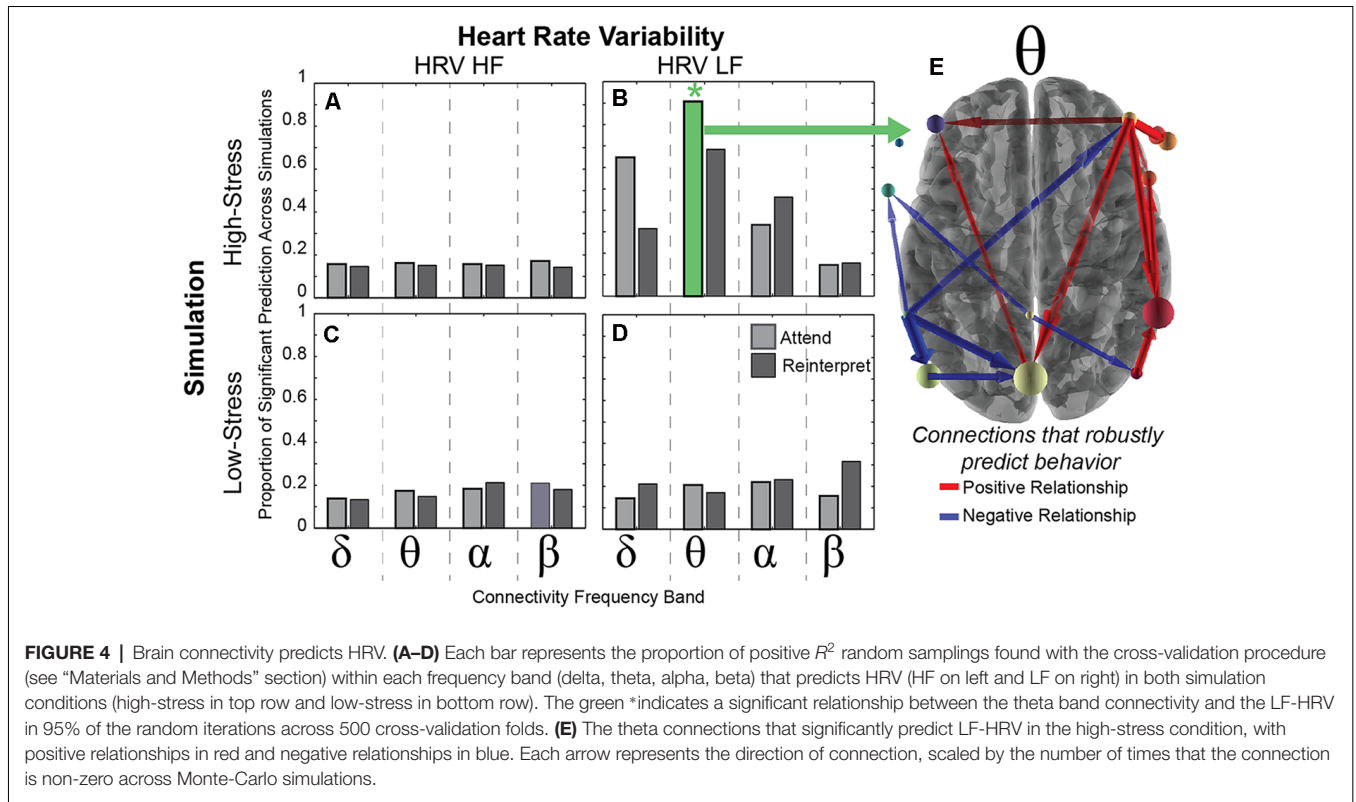 Heart Rate Variability
HRV HF
HRV LF
θ
Simulation
High-Stress
Low-Stress
Proportion of Significant Prediction Across Simulations
1
0.8
0.6
0.4
0.2
0
1
0.8
0.6
0.4
0.2
0
A
B
*
C
D
Attend
Reinterpret
E
δ θ α β δ θ α β
Connectivity Frequency Band
Connections that robustly
predict behavior
Positive Relationship
Negative Relationship
FIGURE 4 | Brain connectivity predicts HRV. (A–D) Each bar represents the proportion of positive R² random samplings found with the cross-validation procedure
(see “Materials and Methods” section) within each frequency band (delta, theta, alpha, beta) that predicts HRV (HF on left and LF on right) in both simulation
conditions (high-stress in top row and low-stress in bottom row). The green *indicates a significant relationship between the theta band connectivity and the LF-HRV
in 95% of the random iterations across 500 cross-validation folds. (E) The theta connections that significantly predict LF-HRV in the high-stress condition, with
positive relationships in red and negative relationships in blue. Each arrow represents the direction of connection, scaled by the number of times that the connection
is non-zero across Monte-Carlo simulations.